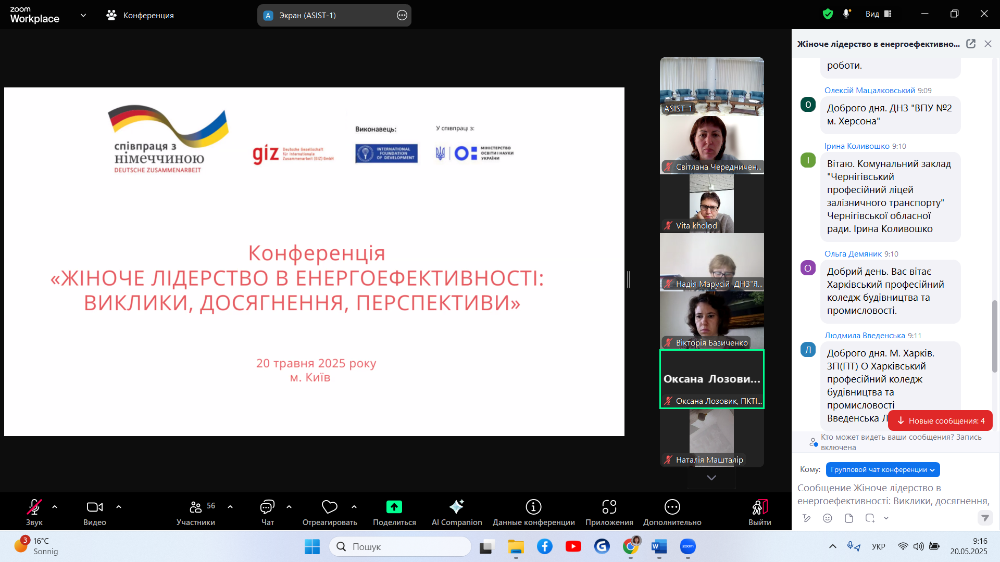 zoom
Workplace
Конференция
A Экран (ASIST-1)
Вид
співпраця з
німеччиною
DEUTSCHE ZUSAMMENARBEIT
giz Deutsche Gesellschaft
für Internationale
Zusammenarbeit (GIZ) GmbH
Виконавець:
INTERNATIONAL
FOUNDATION
OF DEVELOPMENT
У співпраці з:
МІНІСТЕРСТВО
ОСВІТИ І НАУКИ
УКРАЇНИ
Конференція
«ЖІНОЧЕ ЛІДЕРСТВО В ЕНЕРГОЕФЕКТИВНОСТІ:
ВИКЛИКИ, ДОСЯГНЕННЯ, ПЕРСПЕКТИВИ»
20 травня 2025 року
м. Київ
ASIST-1
Світлана Чередничен...
Vita kholod
Надія Марусій ДНЗ"Я...
Вікторія Базиченко
Оксана Лозови...
Оксана Лозовик, ПКТІ...
Наталія Машталір
Жіноче лідерство в енергоефективно...
роботи.
Олексій Мацалковський 9:09
О
Доброго дня. ДНЗ "ВПУ №2
м. Херсона"
Ірина Коливошко 9:10
І
Вітаю. Комунальний заклад
"Чернігівський
професійний ліцей
залізничного транспорту"
Чернігівської обласної
ради. Ірина Коливошко
Ольга Демяник 9:10
О
Добрий день. Вас вітає
Харківський професійний
коледж будівництва та
промисловості.
Людмила Введенська 9:11
Л
Доброго дня. М. Харків.
ЗП(ПТ) О Харківський
професійний коледж
будівництва та
промисловості
Введенська Л
Новые сообщения: 4
Кто может видеть ваши сообщения? Запись
включена
Кому: Групповой чат конференции
Сообщение Жіноче лідерство в
енергоефективності: Виклики, досягнення,
Звук
Видео
56
Участники
Чат
Отреагировать
Поделиться
AI Companion
Данные конференции
Приложения
Дополнительно
Выйти
3
16°C
Sonnig
Пошук
W
zoom
УКР
9:16
20.05.2025